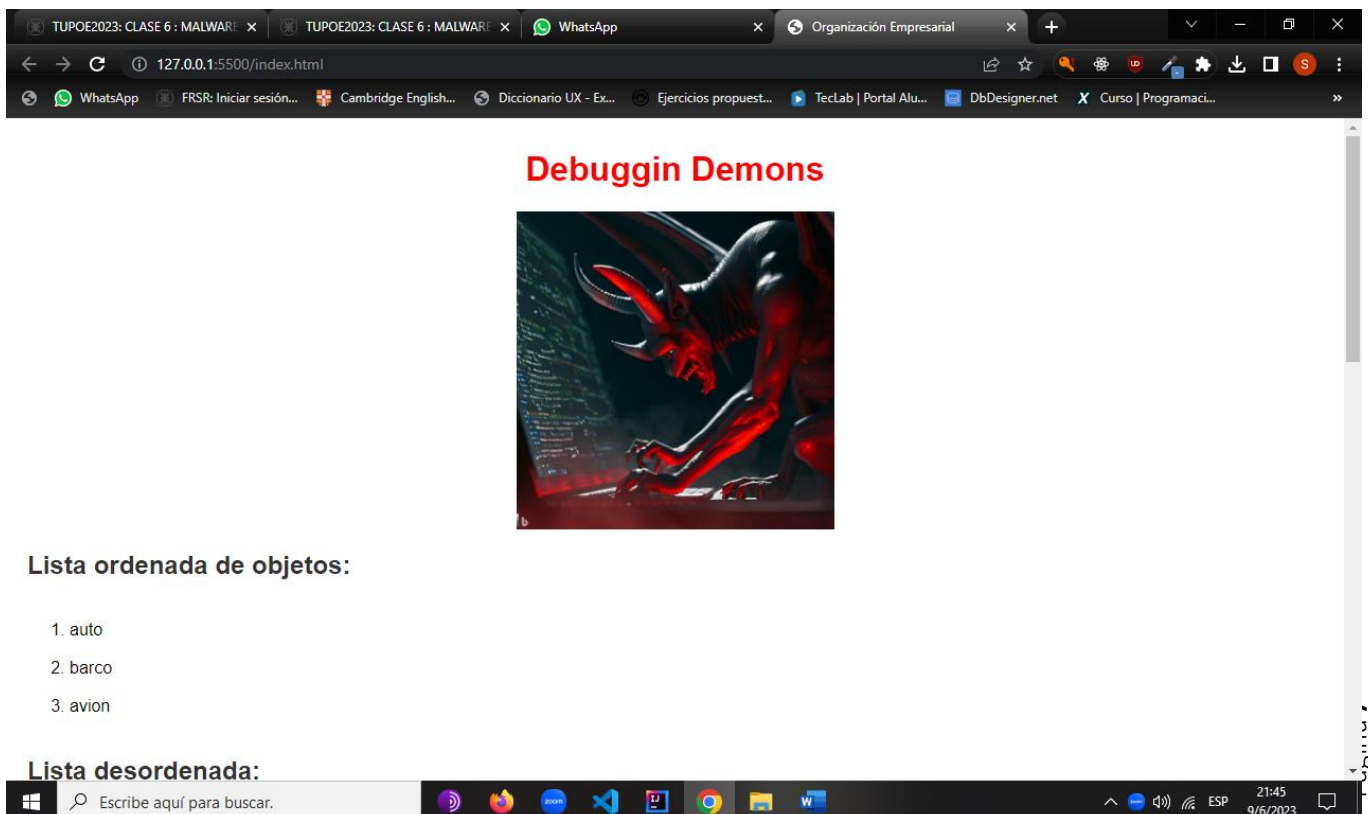 TUPOE2023: CLASE 6 : MALWARE
TUPOE2023: CLASE 6 : MALWARE
WhatsApp
Organización Empresarial
127.0.0.1:5500/index.html
S
WhatsApp
FRSR: Iniciar sesión...
Cambridge English...
Diccionario UX - Ex...
Ejercicios propuest...
TecLab | Portal Alu...
DbDesigner.net
X Curso | Programaci...
»
Debuggin Demons
b
Lista ordenada de objetos:
1. auto
2. barco
3. avion
Lista desordenada:
Escribe aquí para buscar.
zoom
ESP
21:45
9/6/2023